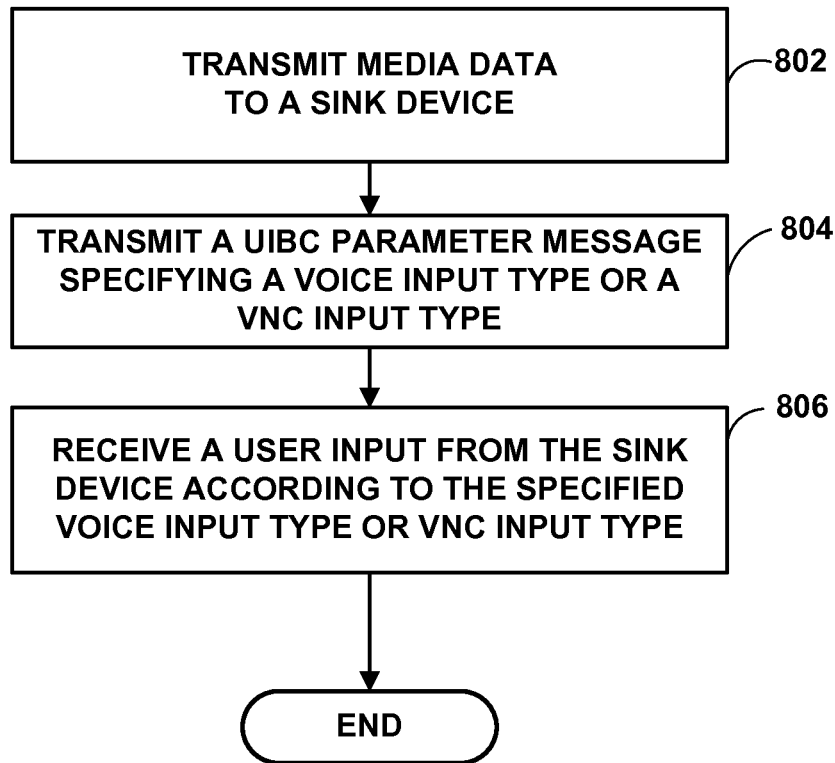 TRANSMIT MEDIA DATA
TO A SINK DEVICE
802
TRANSMIT A UIBC PARAMETER MESSAGE
SPECIFYING A VOICE INPUT TYPE OR A
VNC INPUT TYPE
804
RECEIVE A USER INPUT FROM THE SINK
DEVICE ACCORDING TO THE SPECIFIED
VOICE INPUT TYPE OR VNC INPUT TYPE
806
END